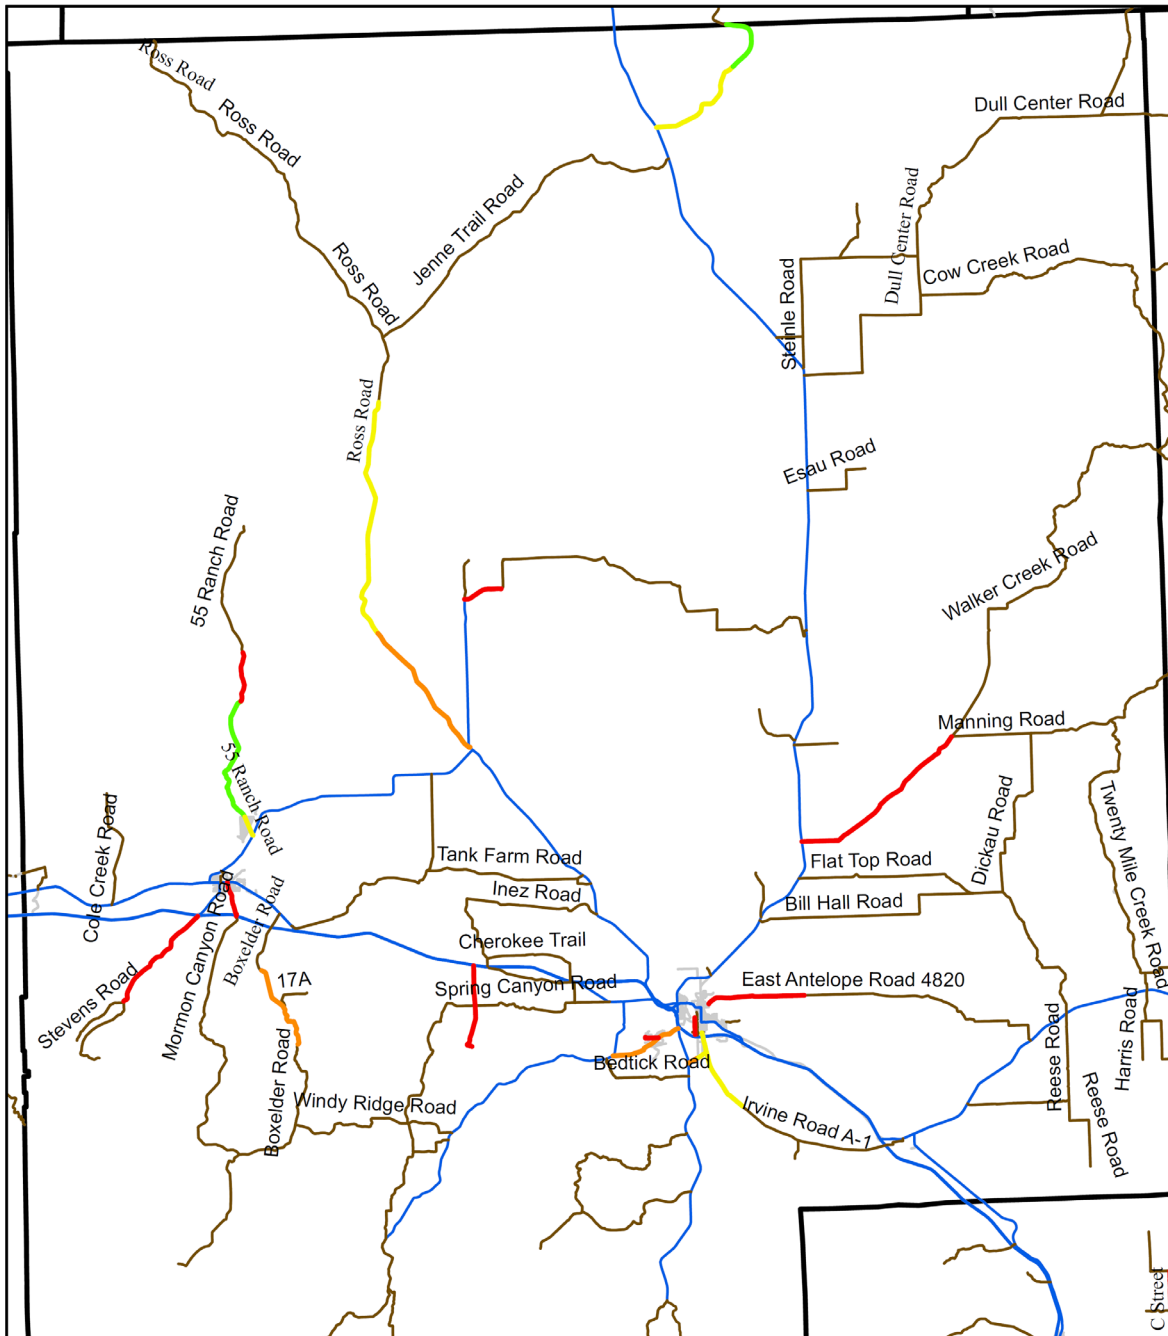 Ross Road
Ross Road
Dull Center Road
Jenne Trail Road
Dull Center Road
Ross Road
Cow Creek Road
Steinle Road
Ross Road
Esau Road
55 Ranch Road
Walker Creek Road
Manning Road
55 Ranch Road
Cole Creek Road
Tank Farm Road
Flat Top Road
Dickau Road
Twenty Mile Creek Road
Inez Road
Bill Hall Road
Boxelder Road
Mormon Canyon Road
Cherokee Trail
Stevens Road
17A
Spring Canyon Road
East Antelope Road 4820
Bedtick Road
Reese Road
Harris Road
Boxelder Road
Windy Ridge Road
Irvine Road A-1
Reese Road
C Street